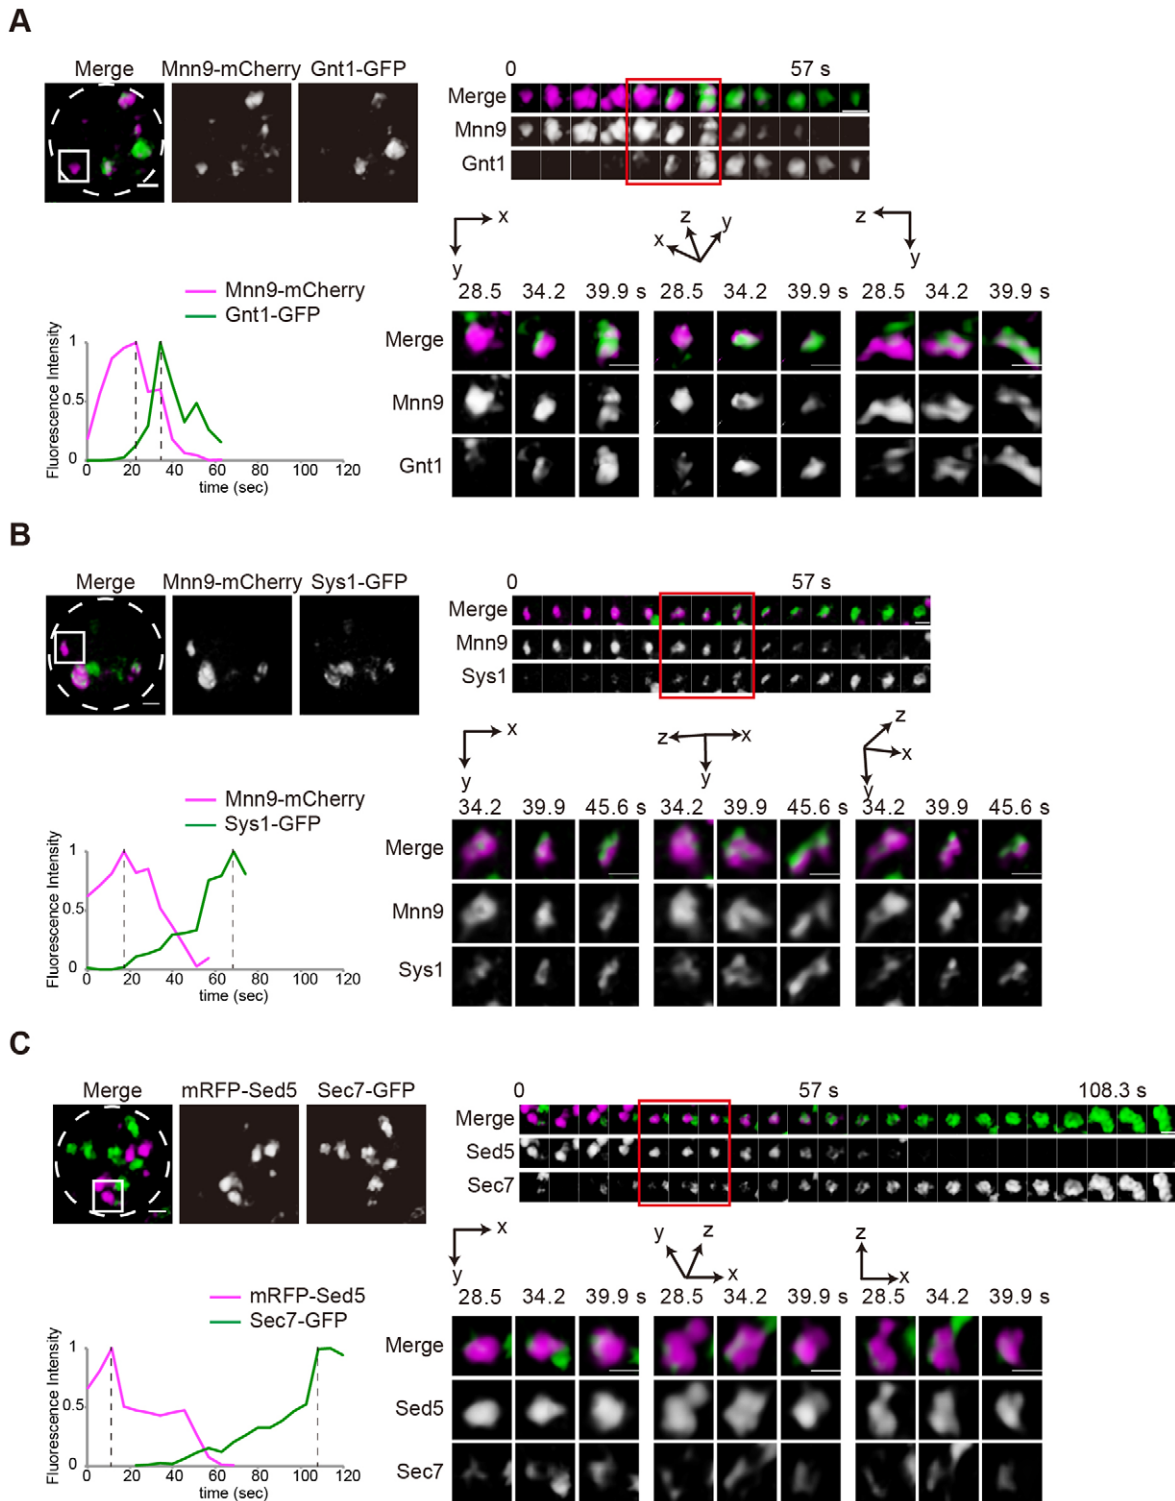 A
Merge Mnn9-mCherry Gnt1-GFP
0 57 s
Merge
Mnn9
Gnt1
x
y
z
y
x
z
y
Mnn9-mCherry
Gnt1-GFP
28.5 34.2 39.9 s 28.5 34.2 39.9 s 28.5 34.2 39.9 s
Merge
Mnn9
Gnt1
Fluorescence Intensity
1
0.5
0
0 20 40 60 80 100 120
time (sec)
B
Merge Mnn9-mCherry Sys1-GFP
0 57 s
Merge
Mnn9
Sys1
x
y
z
x
y
z
x
y
Mnn9-mCherry
Sys1-GFP
34.2 39.9 45.6 s 34.2 39.9 45.6 s 34.2 39.9 45.6 s
Merge
Mnn9
Sys1
Fluorescence Intensity
1
0.5
0
0 20 40 60 80 100 120
time (sec)
C
Merge mRFP-Sed5 Sec7-GFP
0 57 s 108.3 s
Merge
Sed5
Sec7
x
y
y
z
x
z
x
mRFP-Sed5
Sec7-GFP
28.5 34.2 39.9 s 28.5 34.2 39.9 s 28.5 34.2 39.9 s
Merge
Sed5
Sec7
Fluorescence Intensity
1
0.5
0
0 20 40 60 80 100 120
time (sec)